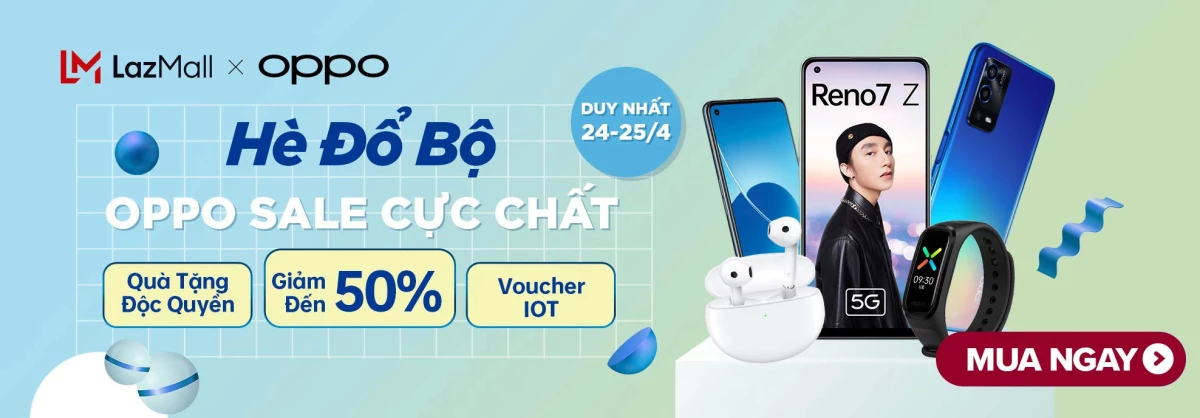 LM LazMall × oppo
DUY NHẤT
24-25/4
Hè Đổ Bộ
OPPO SALE CỰC CHẤT
Quà Tặng
Độc Quyền
Giảm
Đến 50%
Voucher
IOT
Reno7 Z
5G
09:30
MUA NGAY